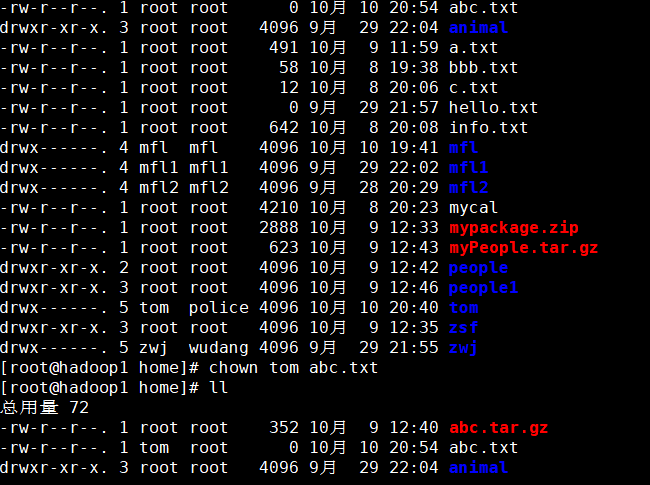 -rw-r--r--. 1 root root      0 10月 10 20:54 abc.txt
drwxr-xr-x. 3 root root   4096 9月  29 22:04 animal
-rw-r--r--. 1 root root    491 10月  9 11:59 a.txt
-rw-r--r--. 1 root root     58 10月  8 19:38 bbb.txt
-rw-r--r--. 1 root root     12 10月  8 20:06 c.txt
-rw-r--r--. 1 root root      0 9月  29 21:57 hello.txt
-rw-r--r--. 1 root root    642 10月  8 20:08 info.txt
drwx------. 4 mfl  mfl    4096 10月 10 19:41 mfl
drwx------. 4 mfl1 mfl1   4096 9月  29 22:02 mfl1
drwx------. 4 mfl2 mfl2   4096 9月  28 20:29 mfl2
-rw-r--r--. 1 root root   4210 10月  8 20:23 mycal
-rw-r--r--. 1 root root   2888 10月  9 12:33 mypackage.zip
-rw-r--r--. 1 root root    623 10月  9 12:43 myPeople.tar.gz
drwxr-xr-x. 2 root root   4096 10月  9 12:42 people
drwxr-xr-x. 3 root root   4096 10月  9 12:46 people1
drwx------. 5 tom  police 4096 10月 10 20:40 tom
drwxr-xr-x. 3 root root   4096 10月  9 12:35 zsf
drwx------. 5 zwj  wudang 4096 9月  29 21:55 zwj
[root@hadoop1 home]# chown tom abc.txt
[root@hadoop1 home]# ll
总用量 72
-rw-r--r--. 1 root root    352 10月  9 12:40 abc.tar.gz
-rw-r--r--. 1 tom  root      0 10月 10 20:54 abc.txt
drwxr-xr-x. 3 root root   4096 9月  29 22:04 animal